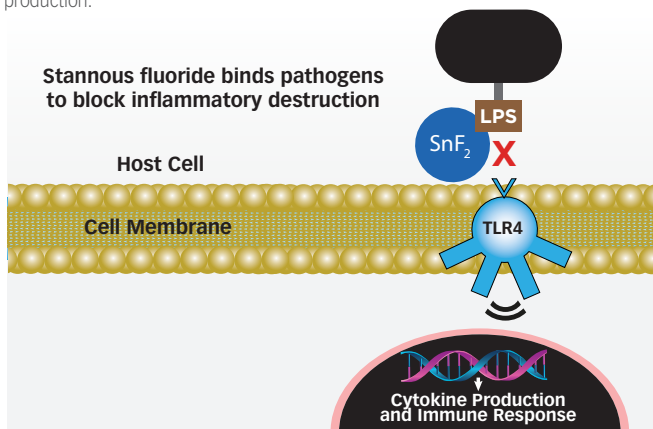 production.
Stannous fluoride binds pathogens
to block inflammatory destruction
LPS
SnF₂
X
Host Cell
Cell Membrane
TLR4
Cytokine Production
and Immune Response